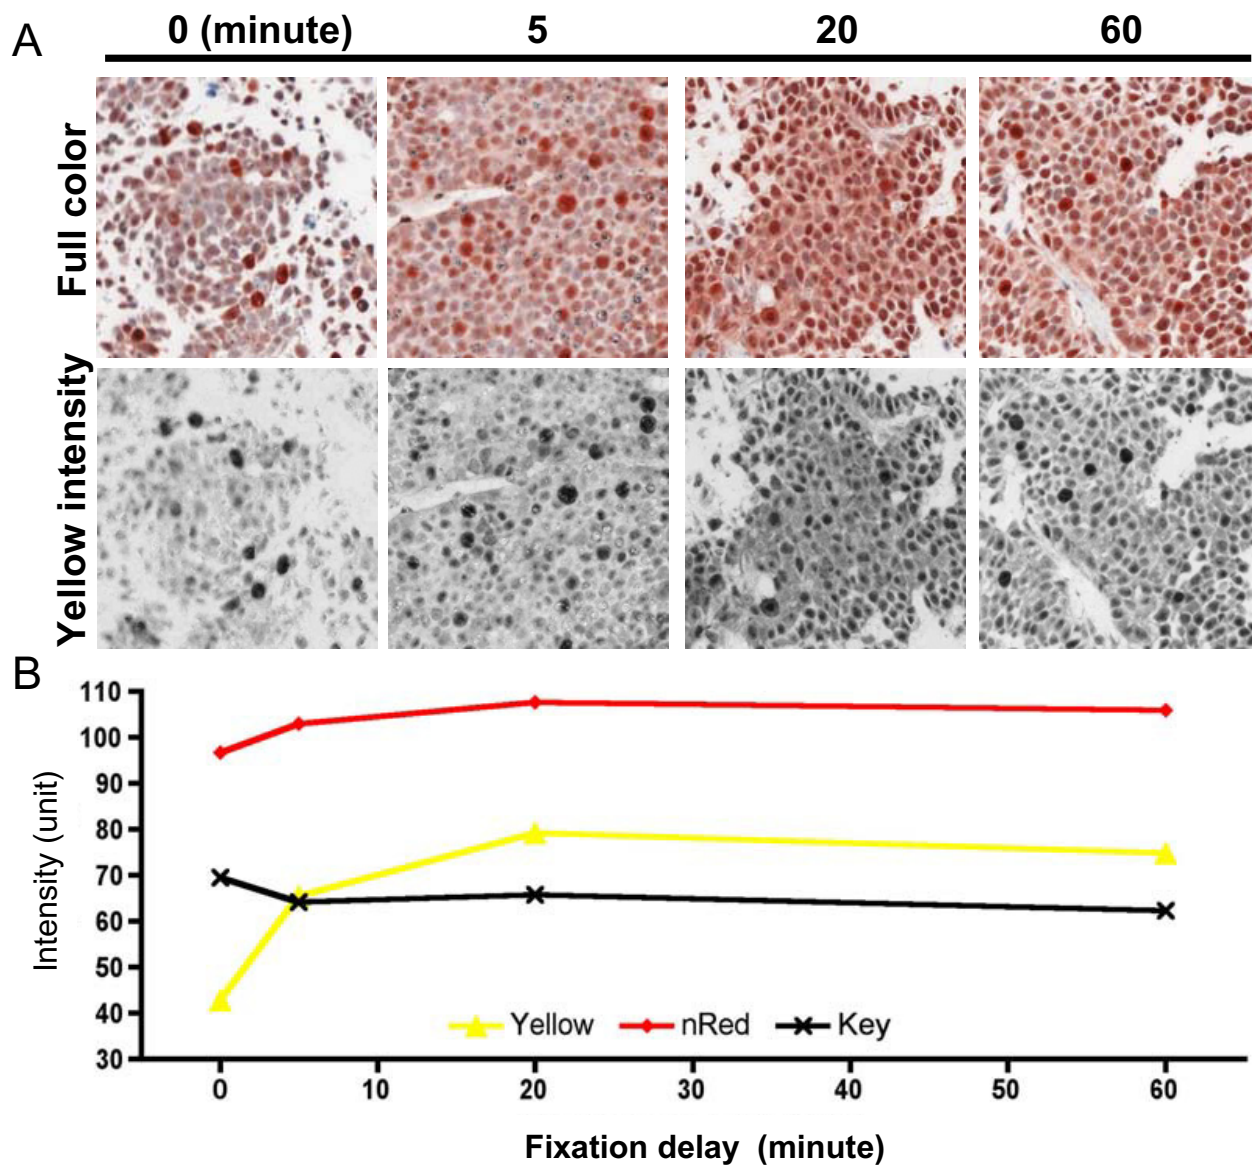 A
0 (minute)
5
20
60
Full color
Yellow intensity
B
110
100
90
80
70
60
50
40
30
Intensity (unit)
Yellow
nRed
Key
0
10
20
30
40
50
60
Fixation delay (minute)